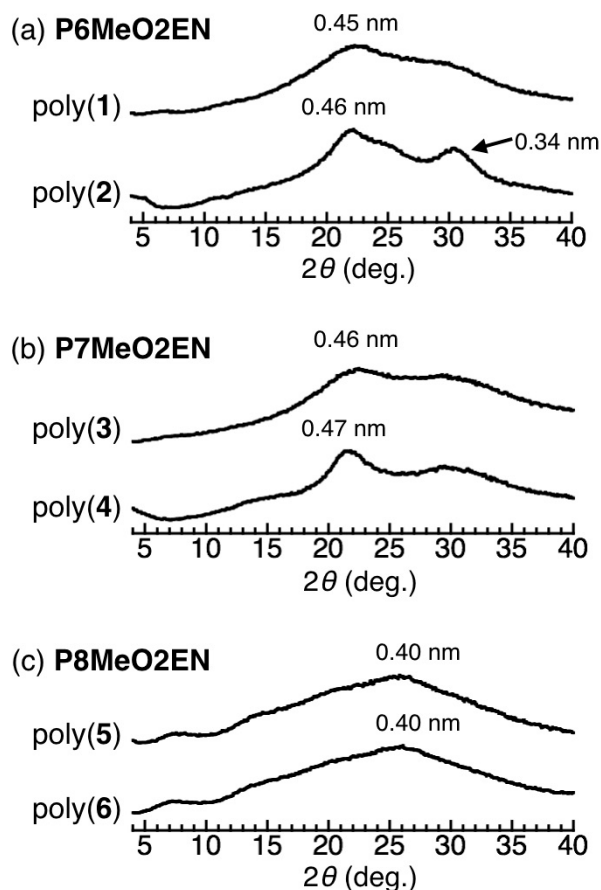 (a) P6MeO2EN
0.45 nm
poly(1)
0.46 nm
0.34 nm
poly(2)
5 10 15 20 25 30 35 40
2θ (deg.)
(b) P7MeO2EN
0.46 nm
poly(3)
0.47 nm
poly(4)
5 10 15 20 25 30 35 40
2θ (deg.)
(c) P8MeO2EN
0.40 nm
poly(5)
0.40 nm
poly(6)
5 10 15 20 25 30 35 40
2θ (deg.)